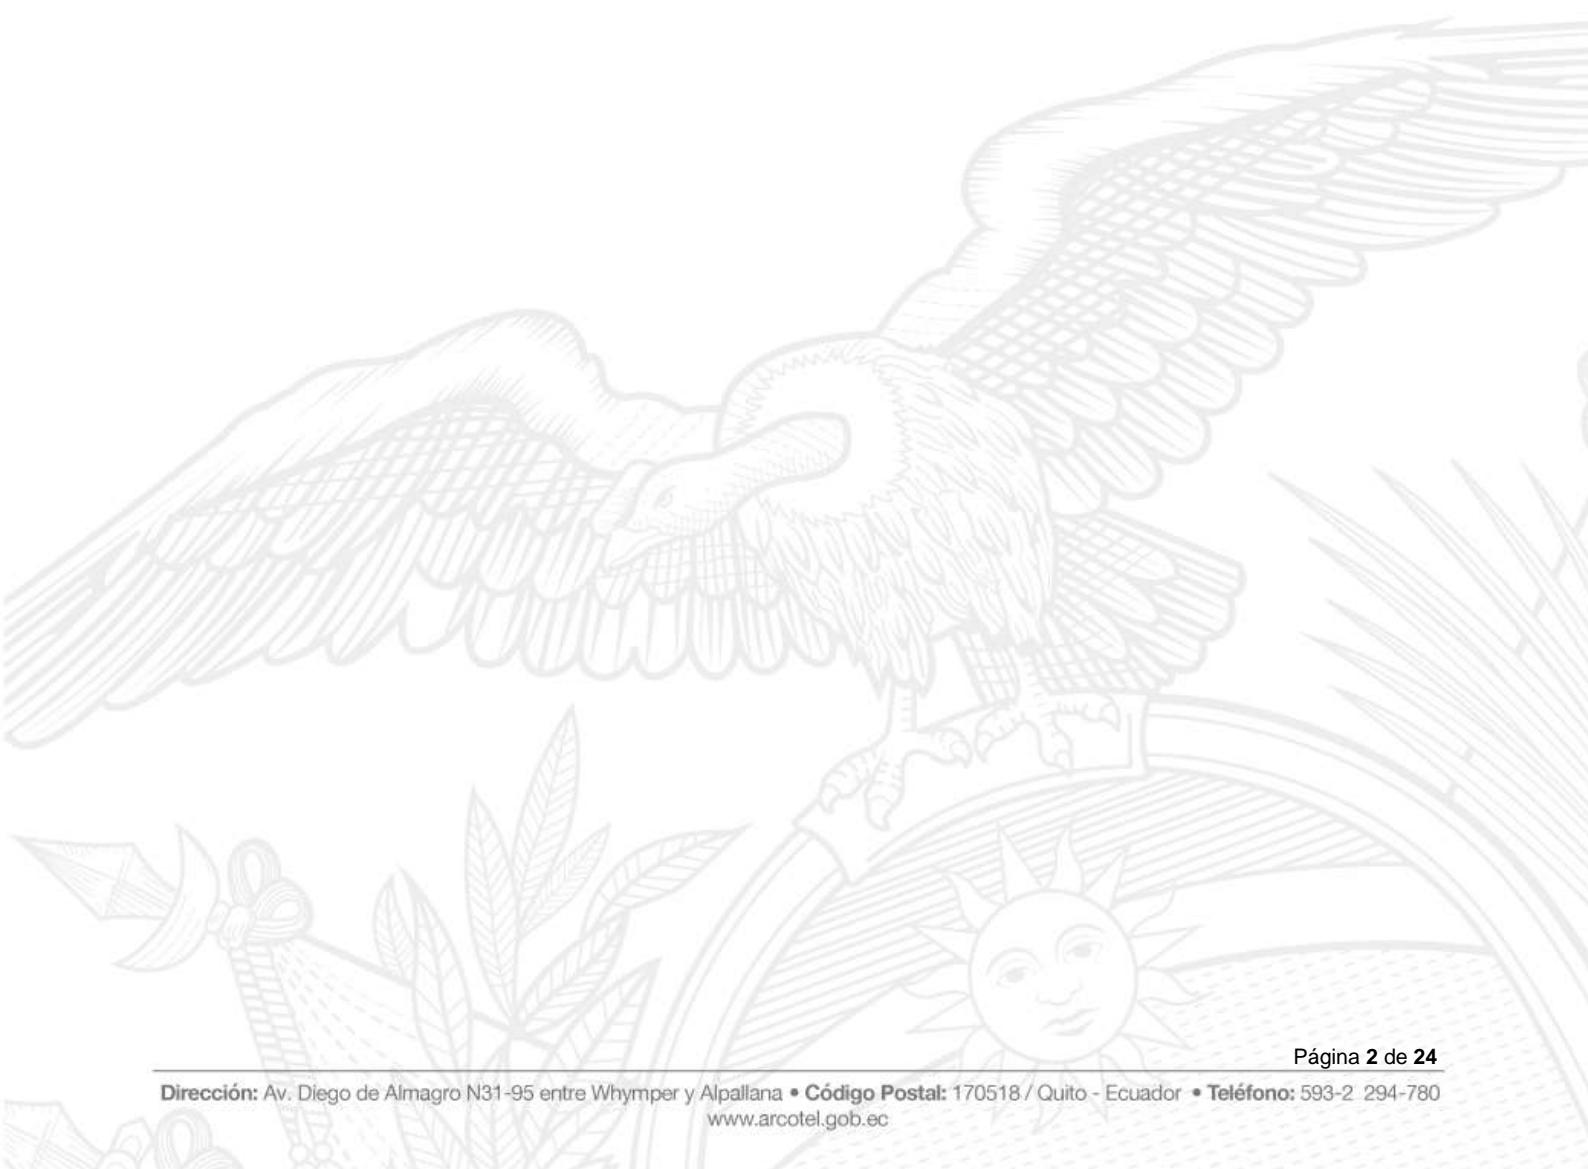 Página 2 de 24
Dirección: Av. Diego de Almagro N31-95 entre Whymper y Alpallana • Código Postal: 170518 / Quito - Ecuador • Teléfono: 593-2 294-780
www.arcotel.gob.ec